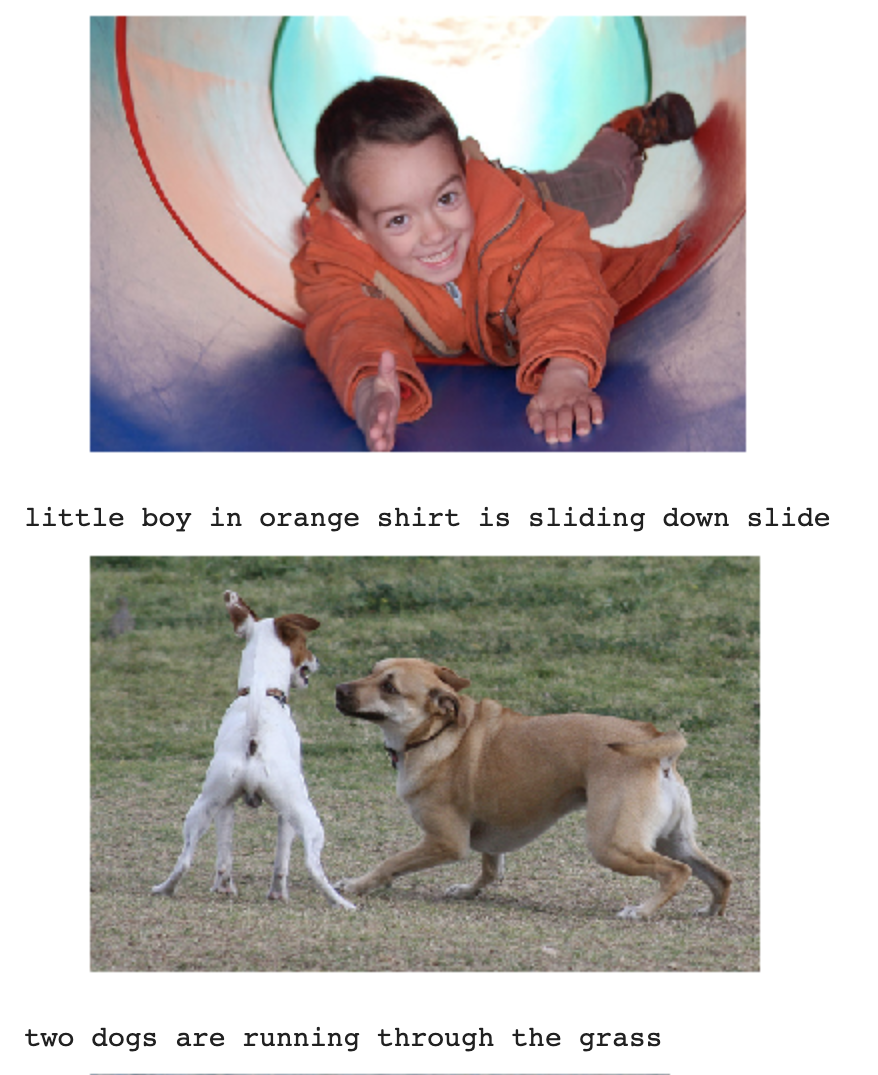 little boy in orange shirt is sliding down slide
two dogs are running through the grass